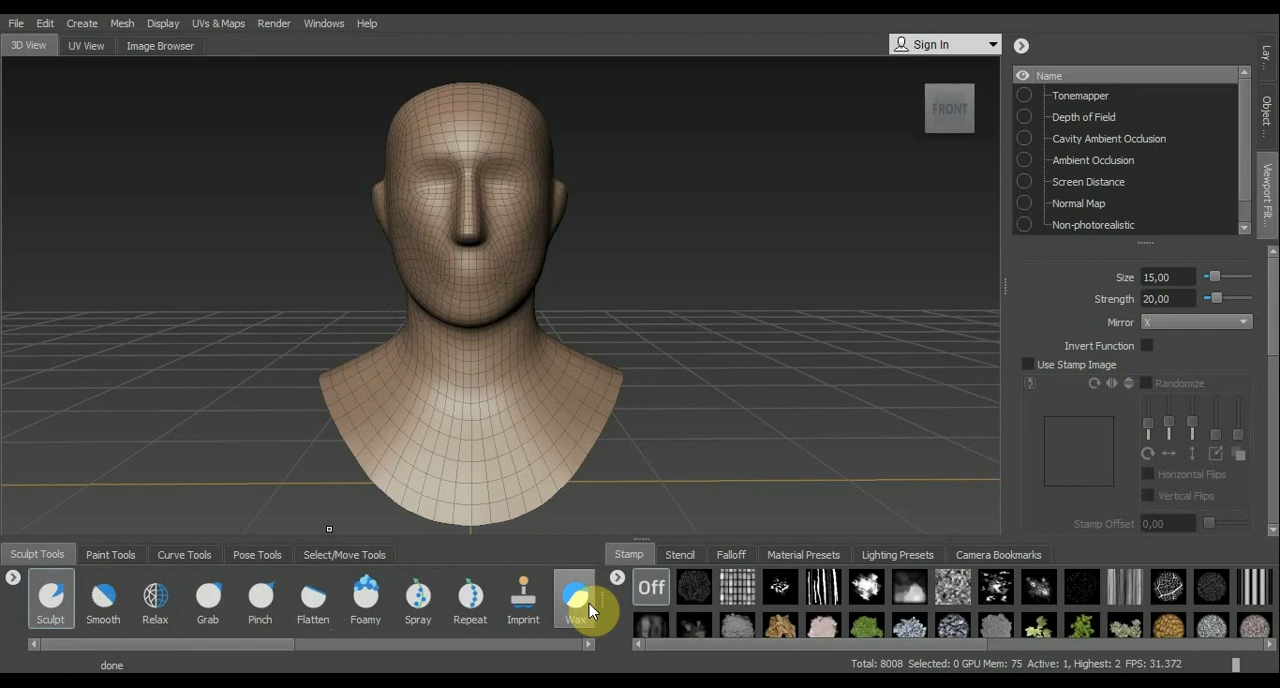 File Edit Create Mesh Display UVs & Maps Render Windows Help
3D View UV View Image Browser Sign In
Lay...
Object ...
Viewport Filt...
FRONT
Name
Tonemapper
Depth of Field
Cavity Ambient Occlusion
Ambient Occlusion
Screen Distance
Normal Map
Non-photorealistic
Size 15,00
Strength 20,00
Mirror X
Invert Function
Use Stamp Image
Randomize
Horizontal Flips
Vertical Flips
Stamp Offset 0,00
Sculpt Tools Paint Tools Curve Tools Pose Tools Select/Move Tools
Stamp Stencil Falloff Material Presets Lighting Presets Camera Bookmarks
Off
Sculpt Smooth Relax Grab Pinch Flatten Foamy Spray Repeat Imprint Wax
done
Total: 8008 Selected: 0 GPU Mem: 75 Active: 1, Highest: 2 FPS: 31.372